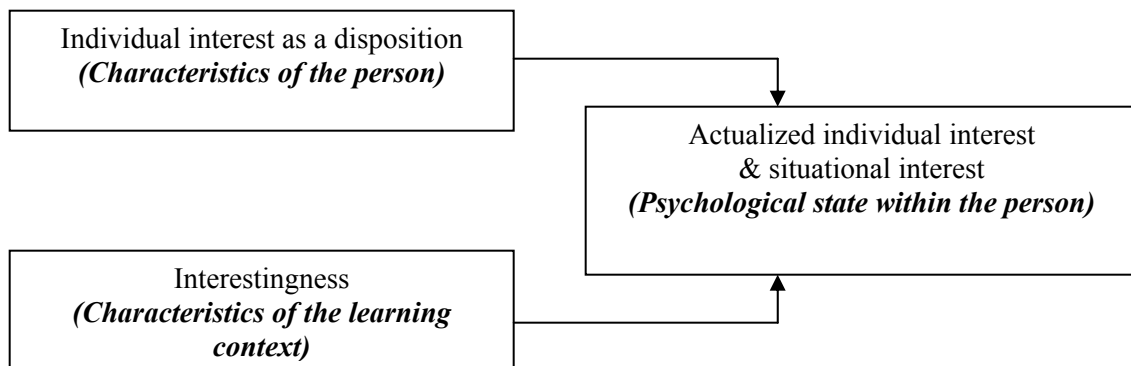 Individual interest as a disposition
(Characteristics of the person)
Actualized individual interest
& situational interest
(Psychological state within the person)
Interestingness
(Characteristics of the learning
context)